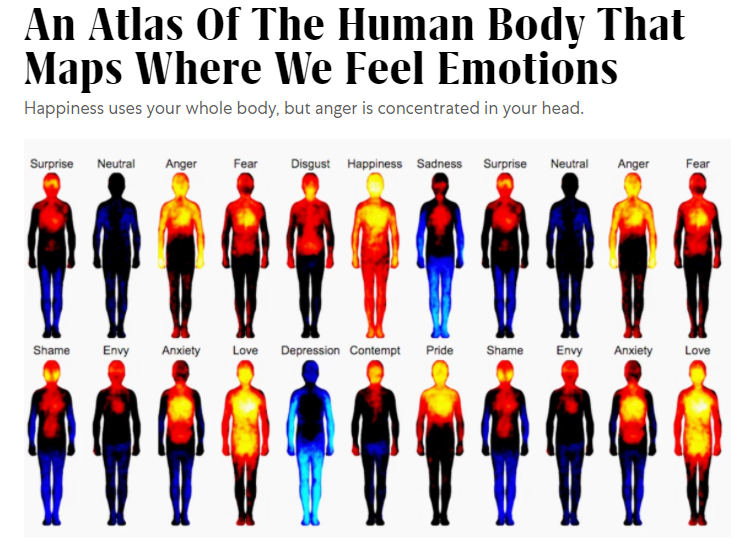 An Atlas Of The Human Body That
Maps Where We Feel Emotions
Happiness uses your whole body, but anger is concentrated in your head.
Surprise Neutral Anger Fear Disgust Happiness Sadness Surprise Neutral Anger Fear
Shame Envy Anxiety Love Depression Contempt Pride Shame Envy Anxiety Love